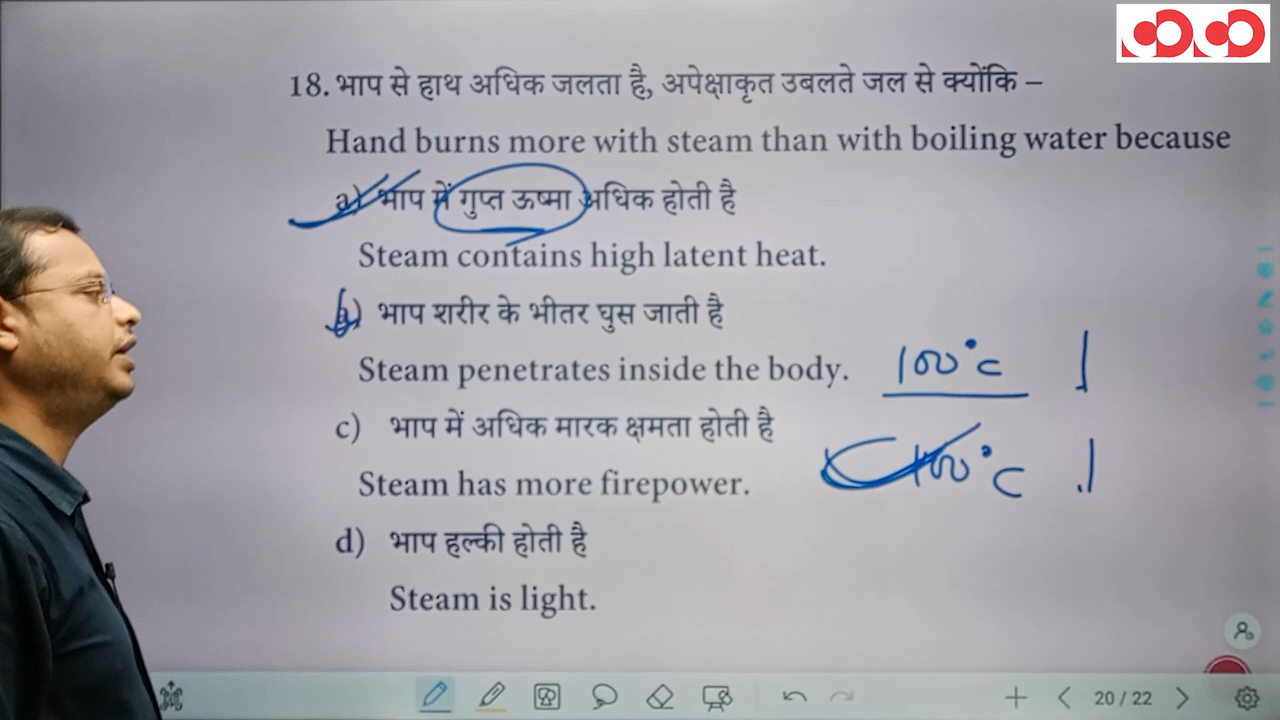 18. भाप से हाथ अधिक जलता है, अपेक्षाकृत उबलते जल से क्योंकि –
Hand burns more with steam than with boiling water because
a) भाप में गुप्त ऊष्मा अधिक होती है
Steam contains high latent heat.
b) भाप शरीर के भीतर घुस जाती है
Steam penetrates inside the body.
100°c
c) भाप में अधिक मारक क्षमता होती है
Steam has more firepower.
100°c
d) भाप हल्की होती है
Steam is light.
20 / 22